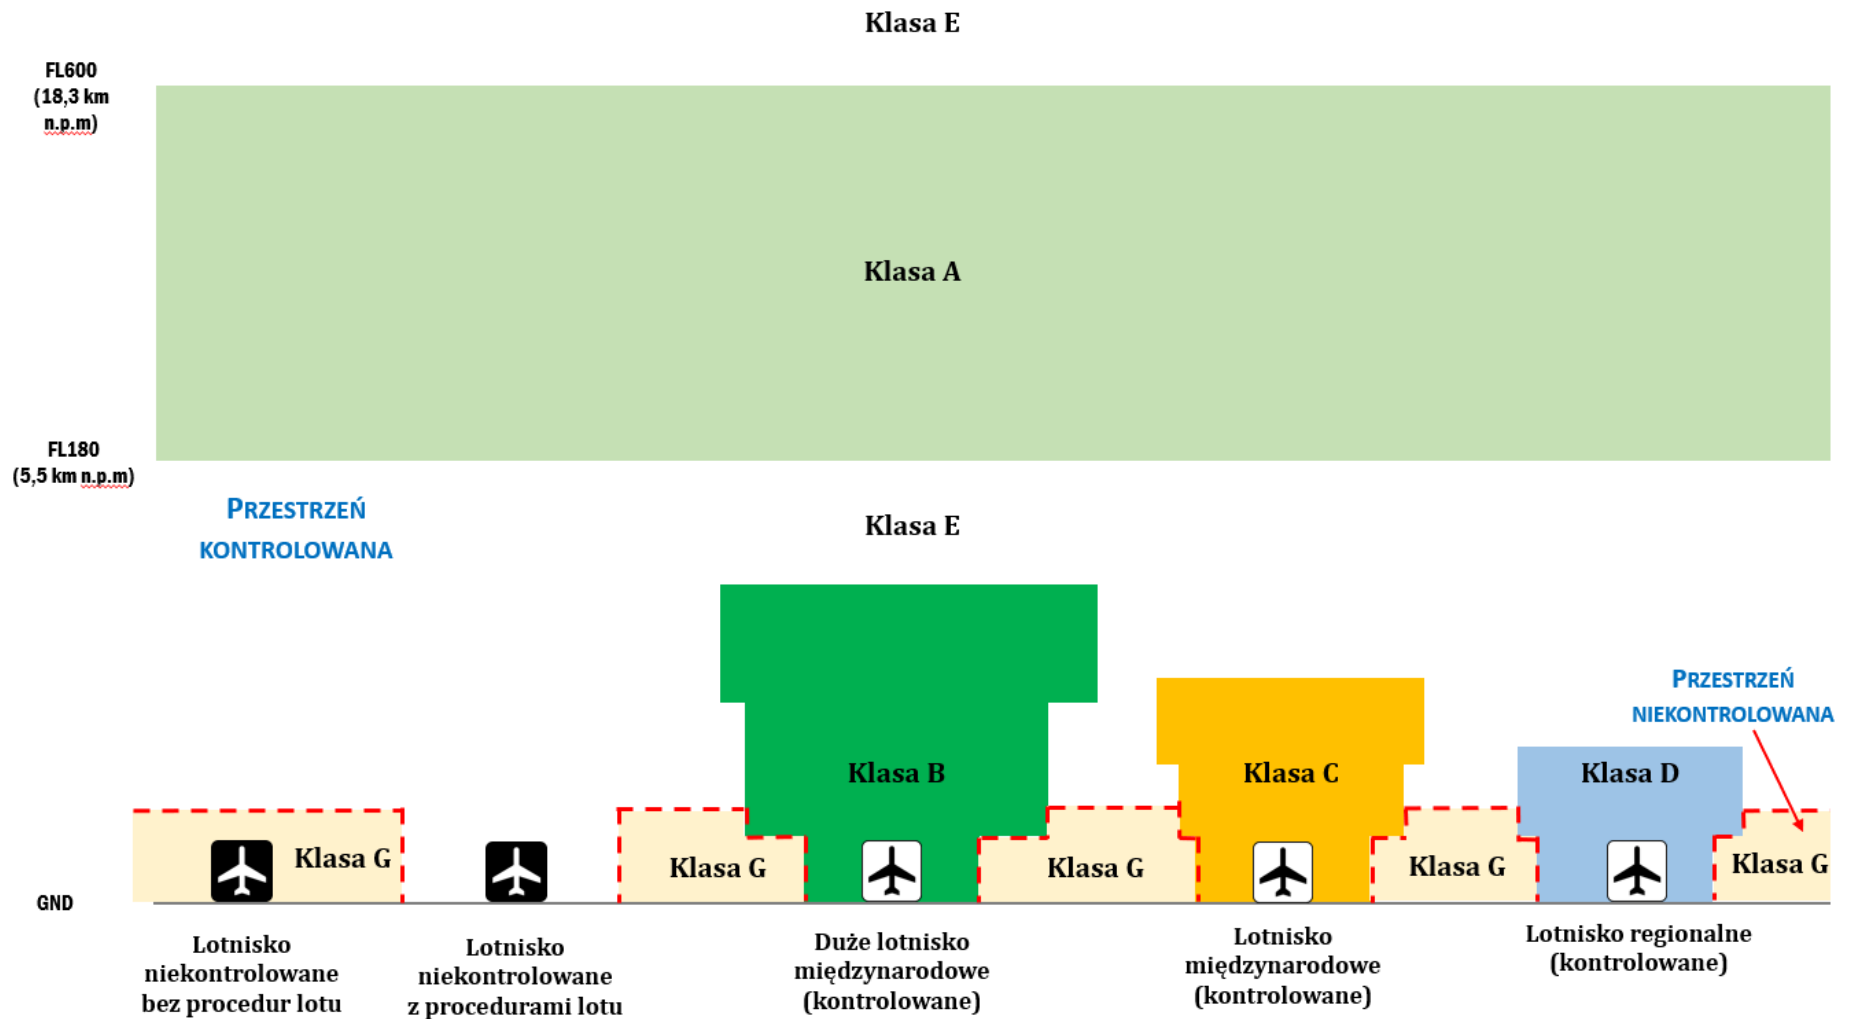 Klasa E
FL600
(18,3 km
n.p.m)
Klasa A
FL180
(5,5 km n.p.m)
PRZESTRZEŃ
KONTROLOWANA
Klasa E
PRZESTRZEŃ
NIEKONTROLOWANA
Klasa B
Klasa C
Klasa D
Klasa G
Klasa G
Klasa G
Klasa G
Klasa G
GND
Lotnisko
niekontrolowane
bez procedur lotu
Lotnisko
niekontrolowane
z procedurami lotu
Duże lotnisko
międzynarodowe
(kontrolowane)
Lotnisko
międzynarodowe
(kontrolowane)
Lotnisko regionalne
(kontrolowane)